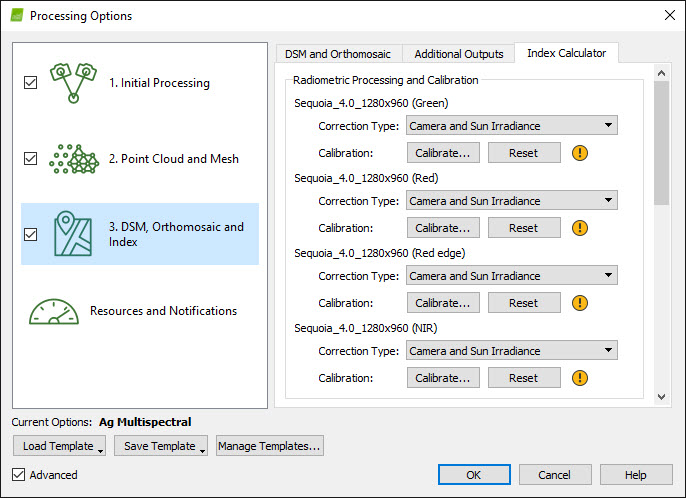 Processing Options
1. Initial Processing
2. Point Cloud and Mesh
3. DSM, Orthomosaic and
Index
Resources and Notifications
DSM and Orthomosaic Additional Outputs Index Calculator
Radiometric Processing and Calibration
Sequoia_4.0_1280x960 (Green)
Correction Type: Camera and Sun Irradiance
Calibration: Calibrate... Reset
Sequoia_4.0_1280x960 (Red)
Correction Type: Camera and Sun Irradiance
Calibration: Calibrate... Reset
Sequoia_4.0_1280x960 (Red edge)
Correction Type: Camera and Sun Irradiance
Calibration: Calibrate... Reset
Sequoia_4.0_1280x960 (NIR)
Correction Type: Camera and Sun Irradiance
Calibration: Calibrate... Reset
Current Options: Ag Multispectral
Load Template Save Template Manage Templates...
Advanced OK Cancel Help